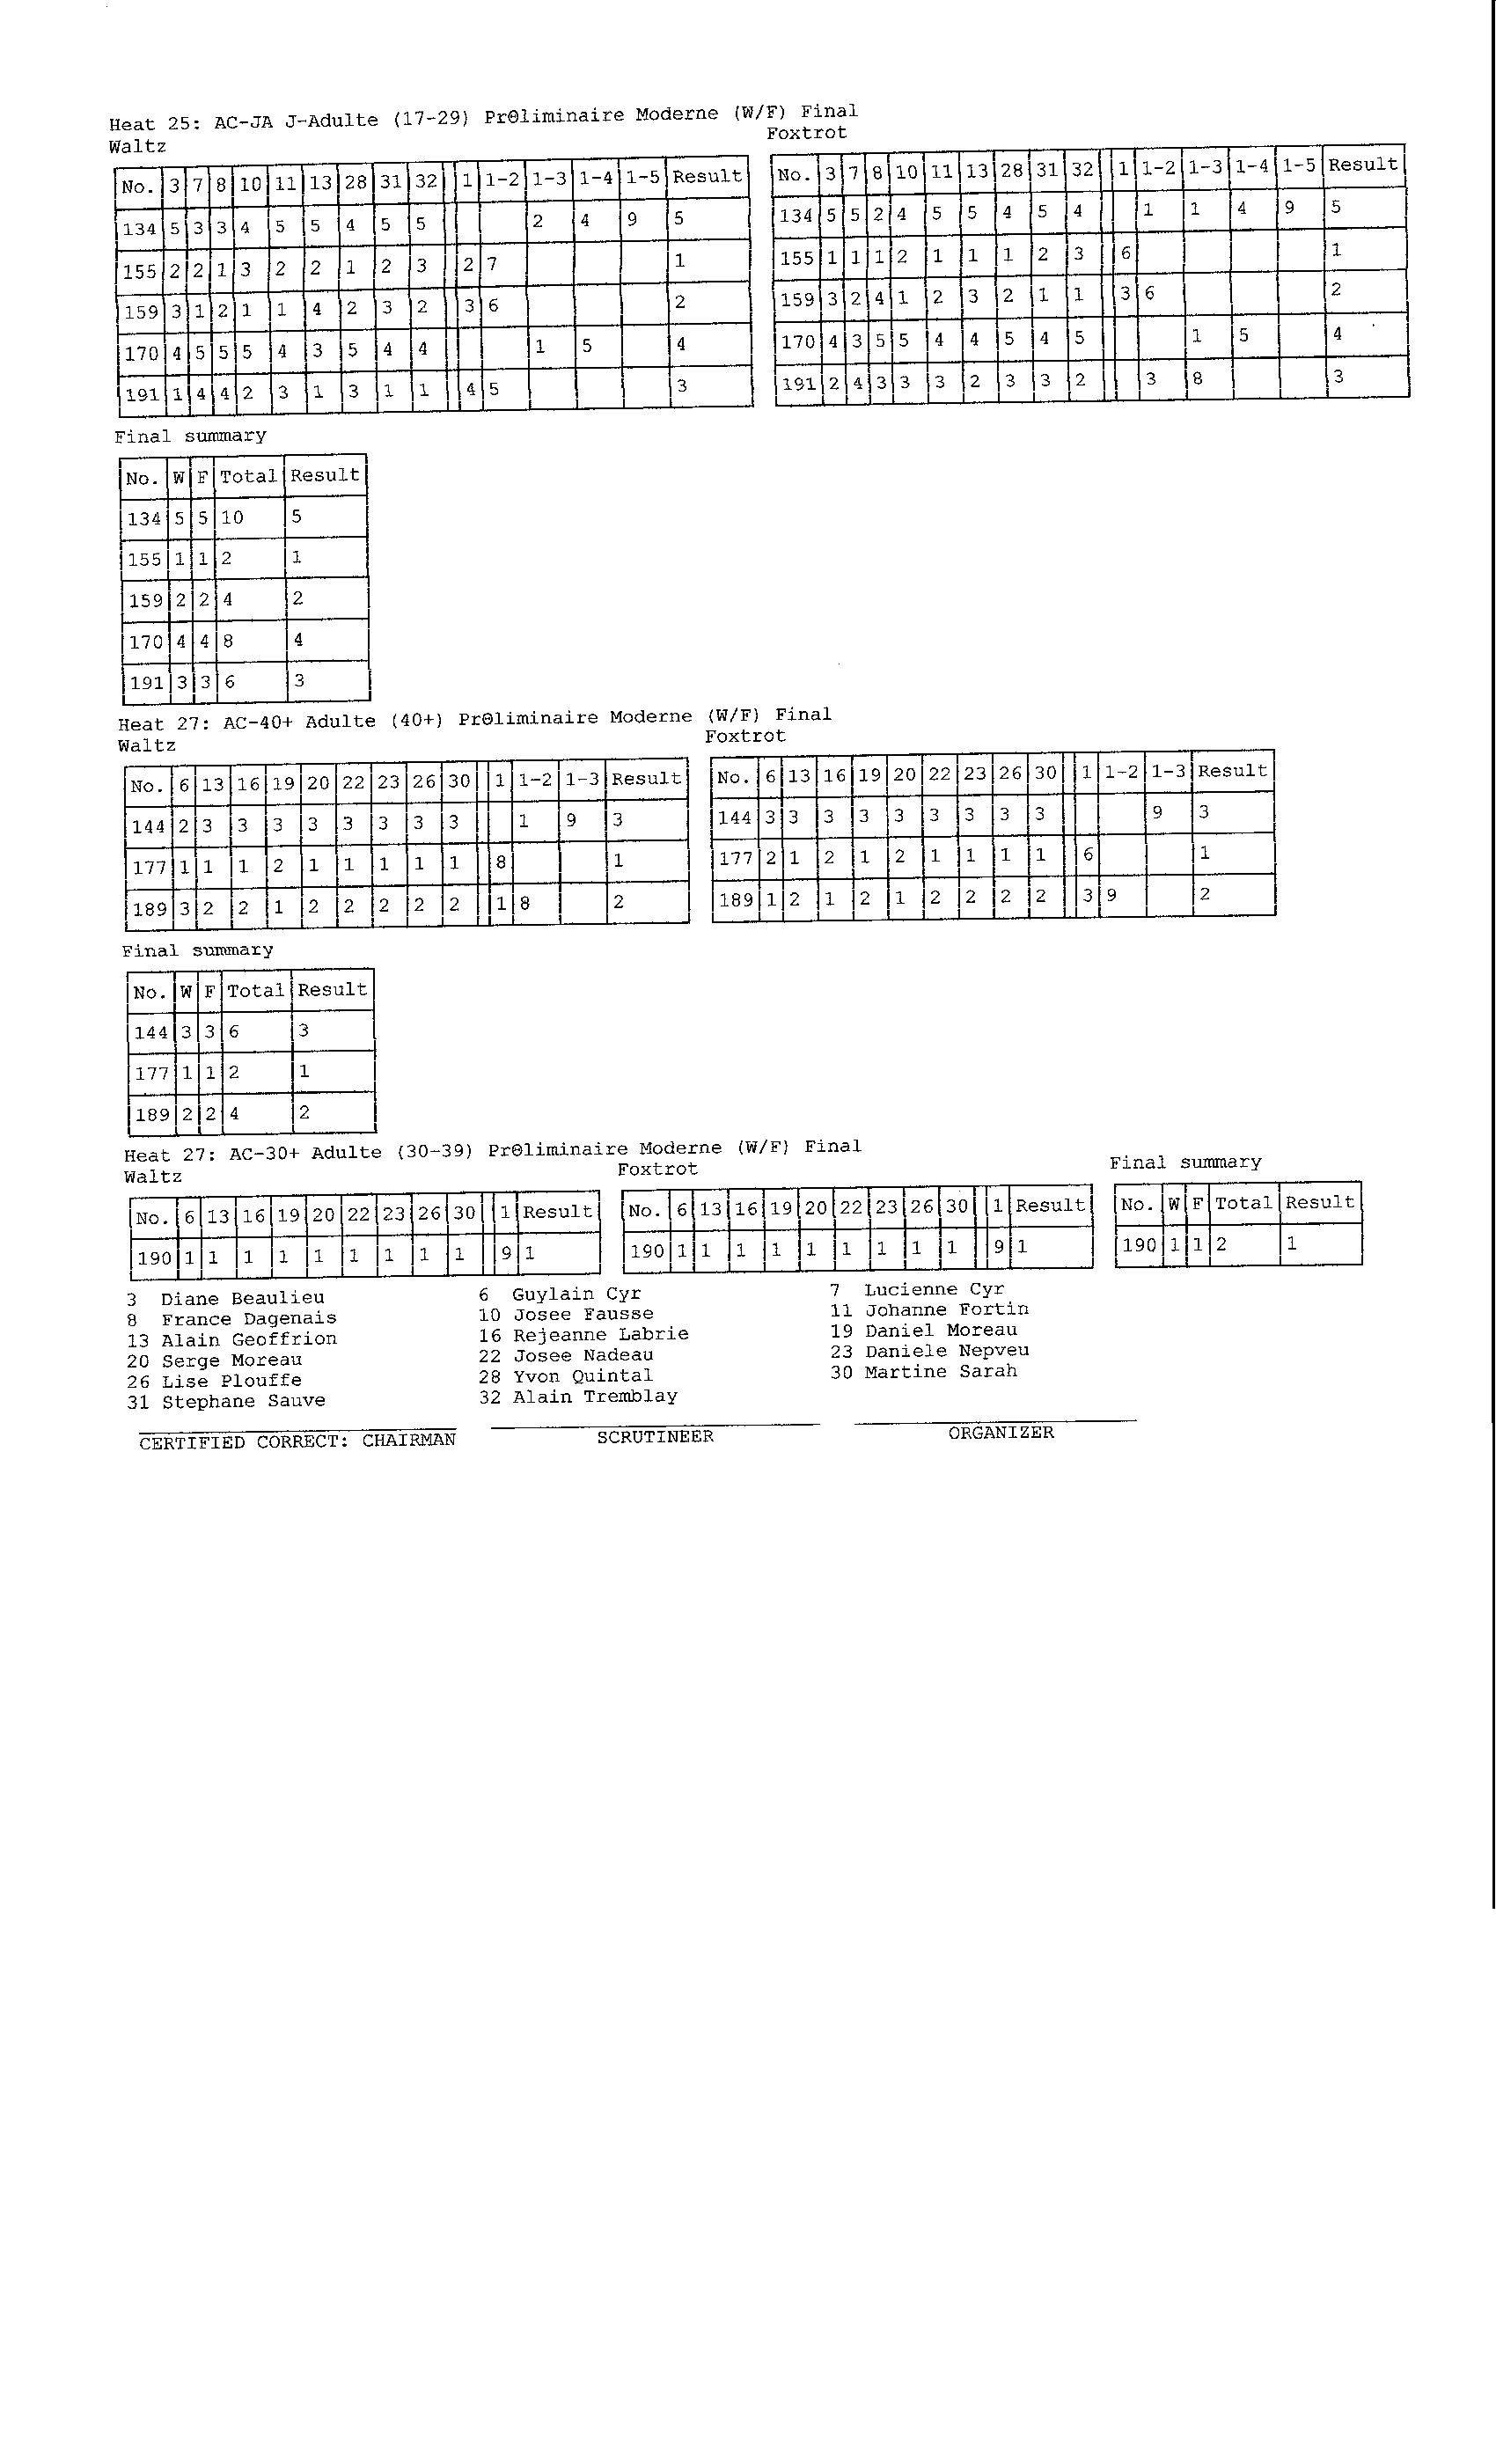 Heat 25: AC-JA J-Adulte (17-29) PrΘliminaire Moderne (W/F) Final
Waltz
No. 3 7 8 10 11 13 28 31 32 1 1-2 1-3 1-4 1-5 Result
134 5 3 3 4 5 5 4 5 5 2 4 9 5
155 2 2 1 3 2 2 1 2 3 2 7 1
159 3 1 2 1 1 4 2 3 2 3 6 2
170 4 5 5 5 4 3 5 4 4 1 5 4
191 1 4 4 2 3 1 3 1 1 4 5 3
Foxtrot
No. 3 7 8 10 11 13 28 31 32 1 1-2 1-3 1-4 1-5 Result
134 5 5 2 4 5 5 4 5 4 1 1 4 9 5
155 1 1 1 2 1 1 1 2 3 6 1
159 3 2 4 1 2 3 2 1 1 3 6 2
170 4 3 5 5 4 4 5 4 5 1 5 4
191 2 4 3 3 3 2 3 3 2 3 8 3
Final summary
No. W F Total Result
134 5 5 10 5
155 1 1 2 1
159 2 2 4 2
170 4 4 8 4
191 3 3 6 3
Heat 27: AC-40+ Adulte (40+) PrΘliminaire Moderne (W/F) Final
Waltz
No. 6 13 16 19 20 22 23 26 30 1 1-2 1-3 Result
144 2 3 3 3 3 3 3 3 3 1 9 3
177 1 1 1 2 1 1 1 1 1 8 1
189 3 2 2 1 2 2 2 2 2 1 8 2
Foxtrot
No. 6 13 16 19 20 22 23 26 30 1 1-2 1-3 Result
144 3 3 3 3 3 3 3 3 3 9 3
177 2 1 2 1 2 1 1 1 1 6 1
189 1 2 1 2 1 2 2 2 2 3 9 2
Final summary
No. W F Total Result
144 3 3 6 3
177 1 1 2 1
189 2 2 4 2
Heat 27: AC-30+ Adulte (30-39) PrΘliminaire Moderne (W/F) Final
Waltz
No. 6 13 16 19 20 22 23 26 30 1 Result
190 1 1 1 1 1 1 1 1 1 9 1
Foxtrot
No. 6 13 16 19 20 22 23 26 30 1 Result
190 1 1 1 1 1 1 1 1 1 9 1
Final summary
No. W F Total Result
190 1 1 2 1
3 Diane Beaulieu 6 Guylain Cyr 7 Lucienne Cyr
8 France Dagenais 10 Josee Fausse 11 Johanne Fortin
13 Alain Geoffrion 16 Rejeanne Labrie 19 Daniel Moreau
20 Serge Moreau 22 Josee Nadeau 23 Daniele Nepveu
26 Lise Plouffe 28 Yvon Quintal 30 Martine Sarah
31 Stephane Sauve 32 Alain Tremblay
CERTIFIED CORRECT: CHAIRMAN SCRUTINEER ORGANIZER